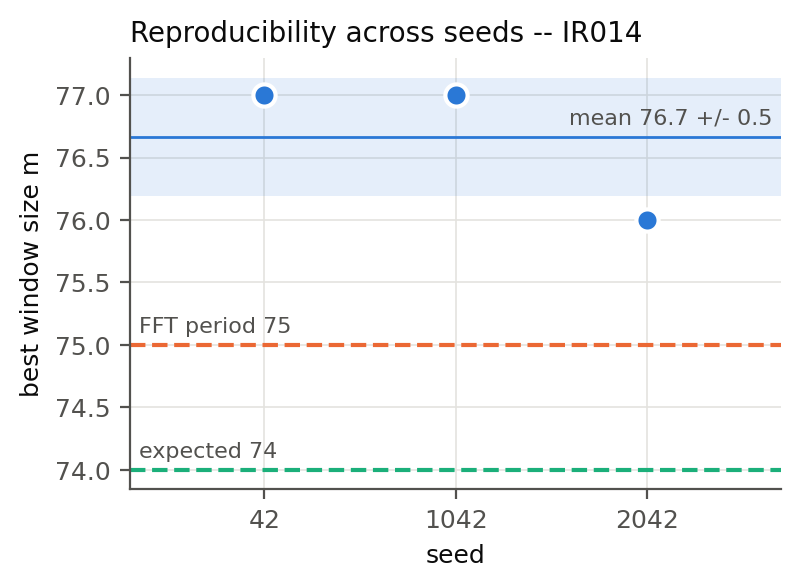 Reproducibility across seeds -- IR014
best window size m
77.0
76.5
76.0
75.5
75.0
74.5
74.0
mean 76.7 +/- 0.5
FFT period 75
expected 74
42
1042
2042
seed